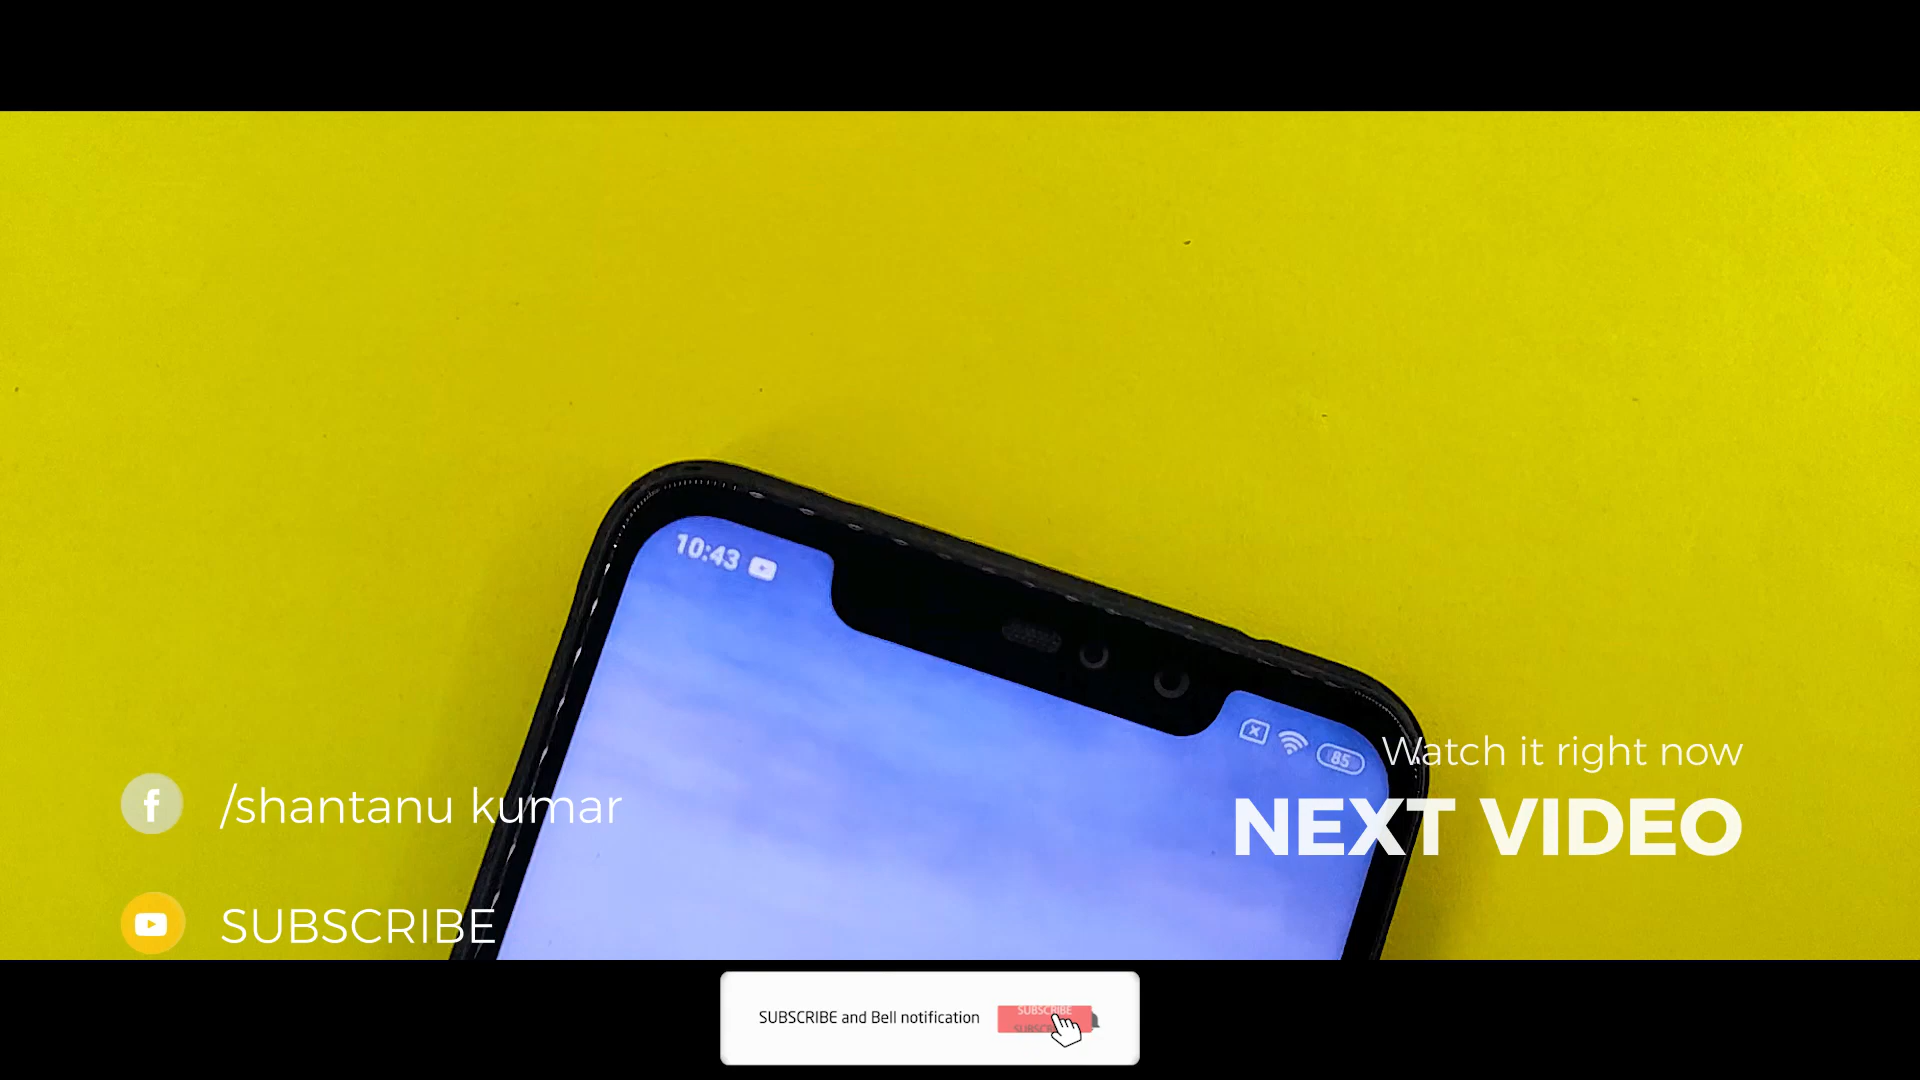 10:43
85
Watch it right now
NEXT VIDEO
/shantanu kumar
SUBSCRIBE
SUBSCRIBE and Bell notification
SUBSCRIBE